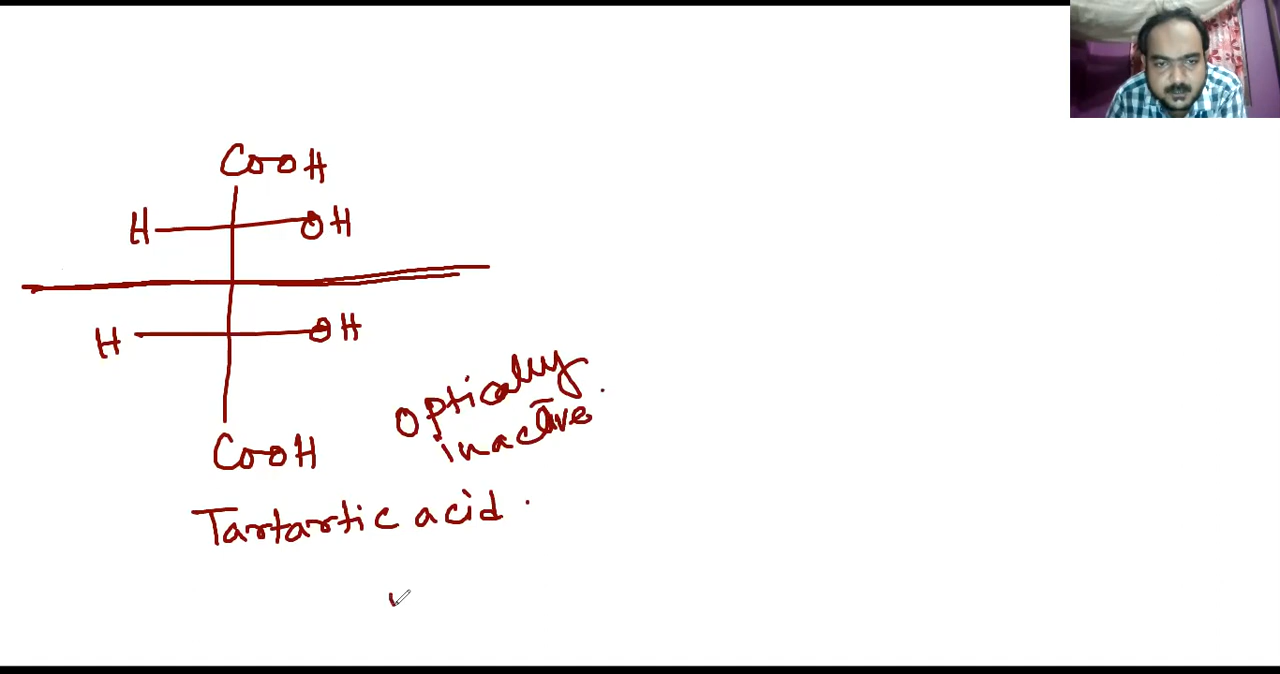 COOH
H OH
H OH
COOH
Optically
inactive.
Tartartic acid.